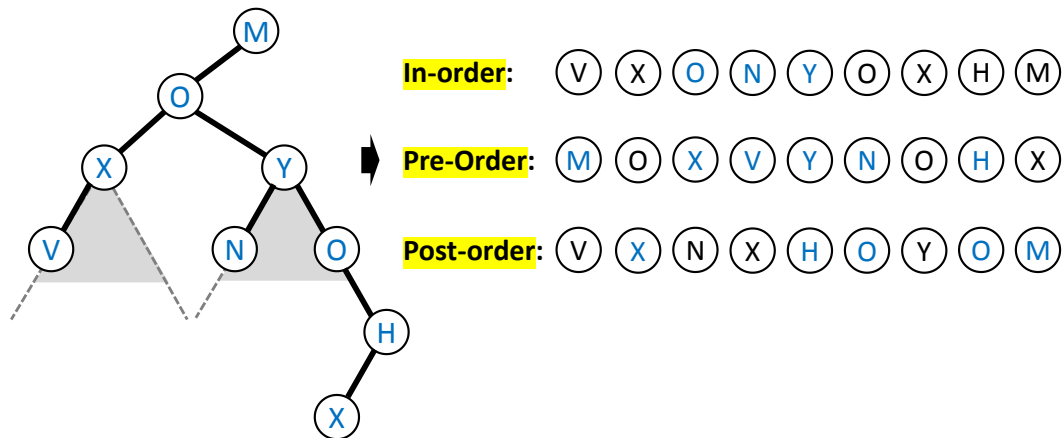 M
O
In-order: V X O N Y O X H M
X Y
Pre-Order: M O X V Y N O H X
V N O
Post-order: V X N X H O Y O M
H
X